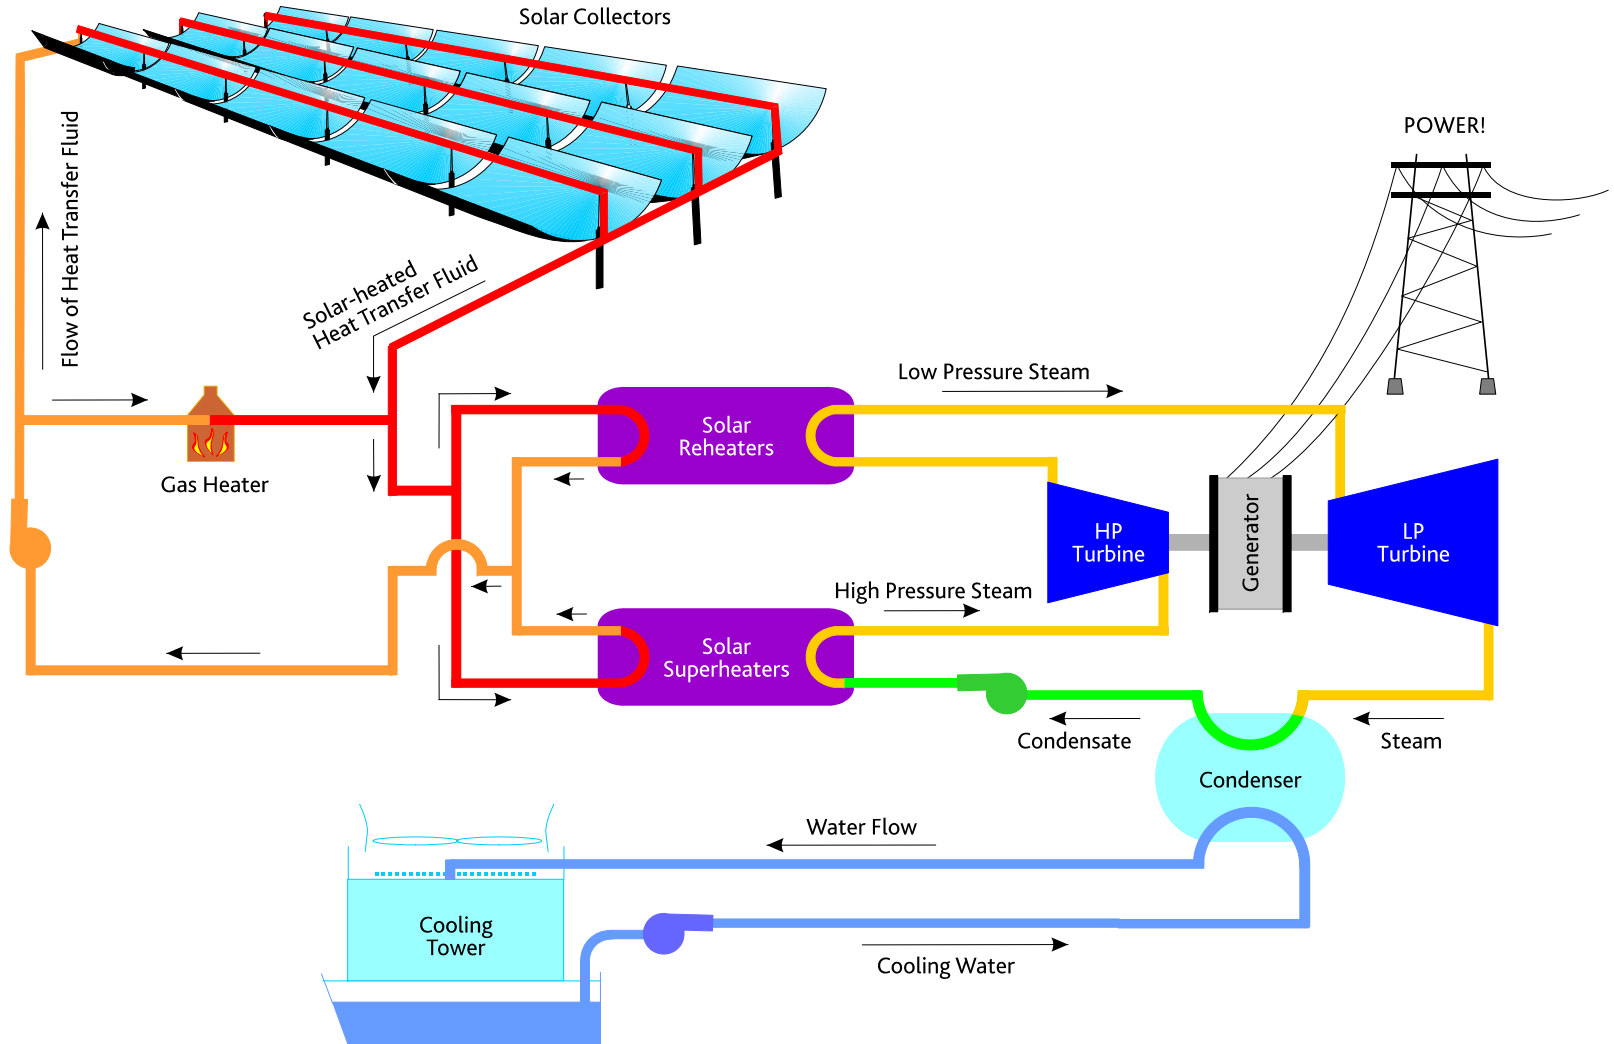 Solar Collectors
POWER!
Flow of Heat Transfer Fluid
Solar-heated
Heat Transfer Fluid
Low Pressure Steam
Solar
Reheaters
Gas Heater
HP
Turbine
Generator
LP
Turbine
High Pressure Steam
Solar
Superheaters
Condensate
Steam
Condenser
Water Flow
Cooling
Tower
Cooling Water